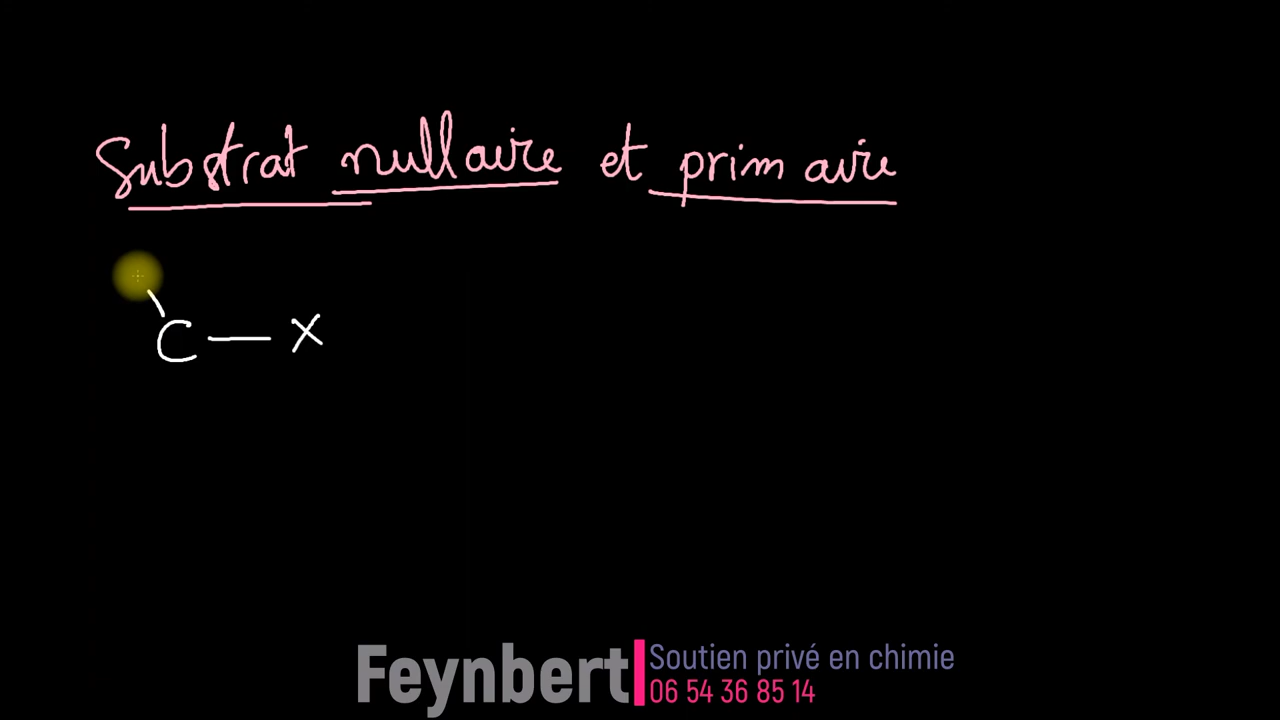 Substrat nullaire et primaire
C — X
Feynbert
Soutien privé en chimie
06 54 36 85 14